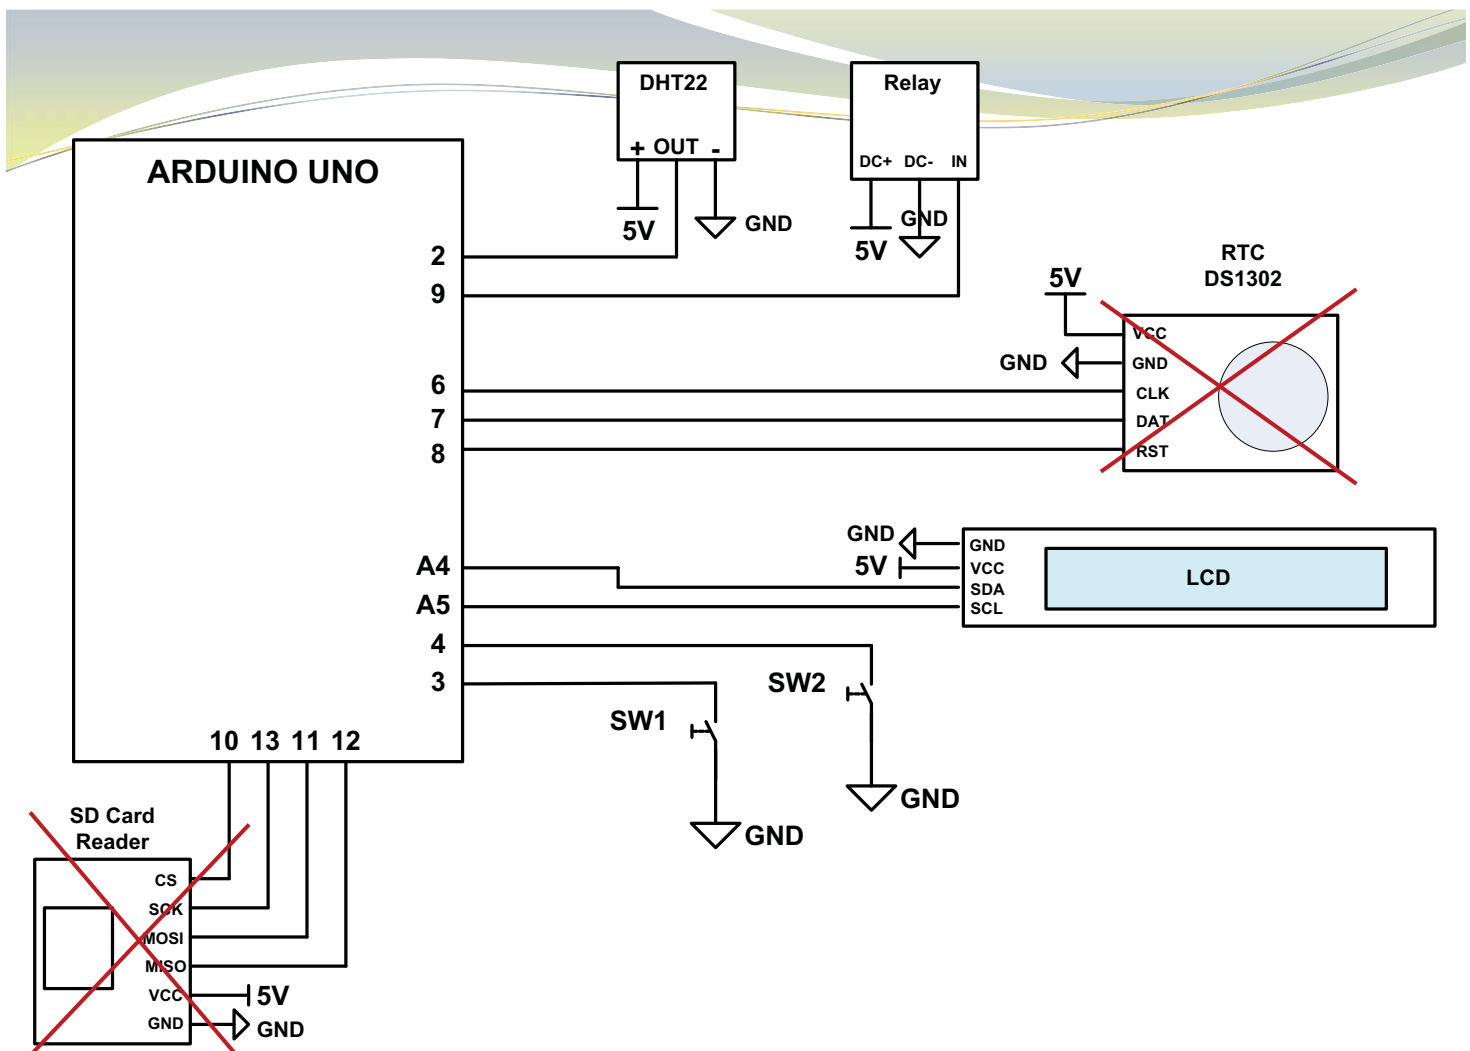 DHT22
+ OUT -
5V
GND
Relay
DC+ DC- IN
5V
GND
ARDUINO UNO
2
9
6
7
8
A4
A5
4
3
10 13 11 12
RTC
DS1302
5V
GND
VCC
GND
CLK
DAT
RST
GND
5V
GND
VCC
SDA
SCL
LCD
SW2
GND
SW1
GND
SD Card
Reader
CS
SCK
MOSI
MISO
VCC
GND
5V
GND